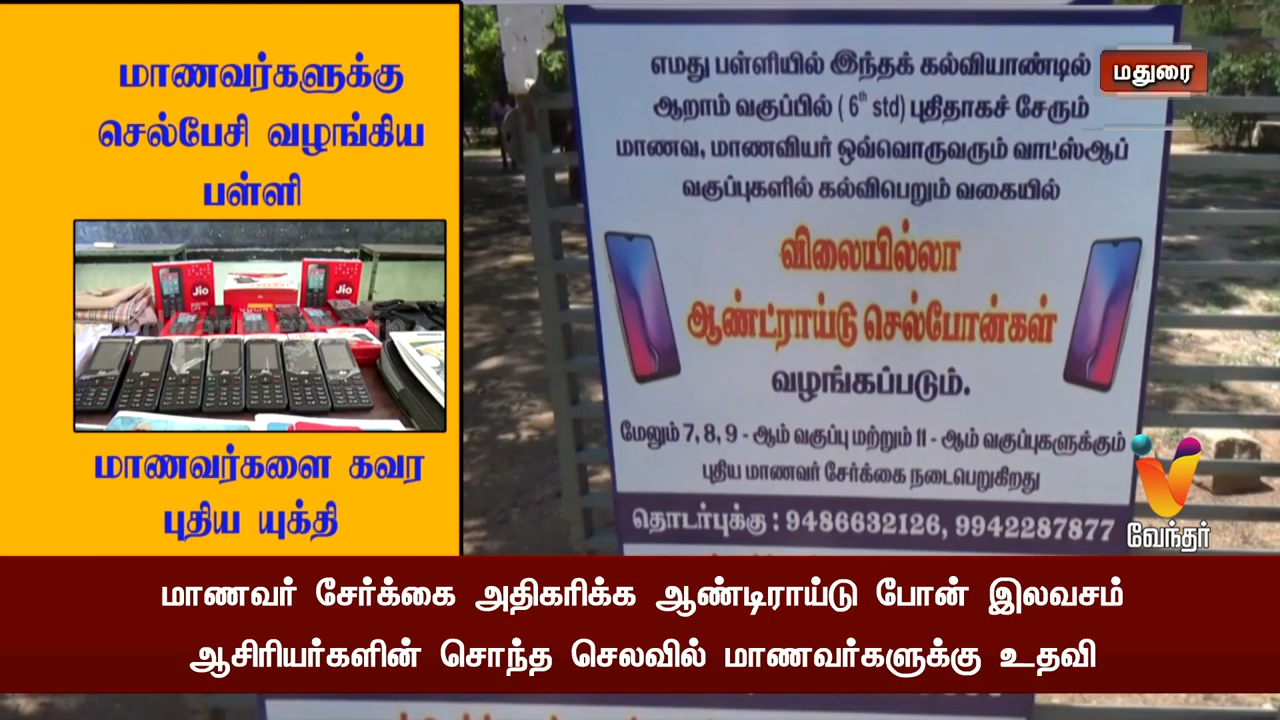 மாணவர்களுக்கு
செல்பேசி வழங்கிய
பள்ளி
Jio
Jio
மாணவர்களை கவர
புதிய யுக்தி
எமது பள்ளியில் இந்தக் கல்வியாண்டில்
ஆறாம் வகுப்பில் ( 6th std) புதிதாகச் சேரும்
மாணவ, மாணவியர் ஒவ்வொருவரும் வாட்ஸ்ஆப்
வகுப்புகளில் கல்விபெறும் வகையில்
விலையில்லா
ஆண்ட்ராய்டு செல்போன்கள்
வழங்கப்படும்.
மேலும் 7, 8, 9 - ஆம் வகுப்பு மற்றும் 11 - ஆம் வகுப்புகளுக்கும்
புதிய மாணவர் சேர்க்கை நடைபெறுகிறது
தொடர்புக்கு : 9486632126, 9942287877
மதுரை
வேந்தர்
மாணவர் சேர்க்கை அதிகரிக்க ஆண்டிராய்டு போன் இலவசம்
ஆசிரியர்களின் சொந்த செலவில் மாணவர்களுக்கு உதவி